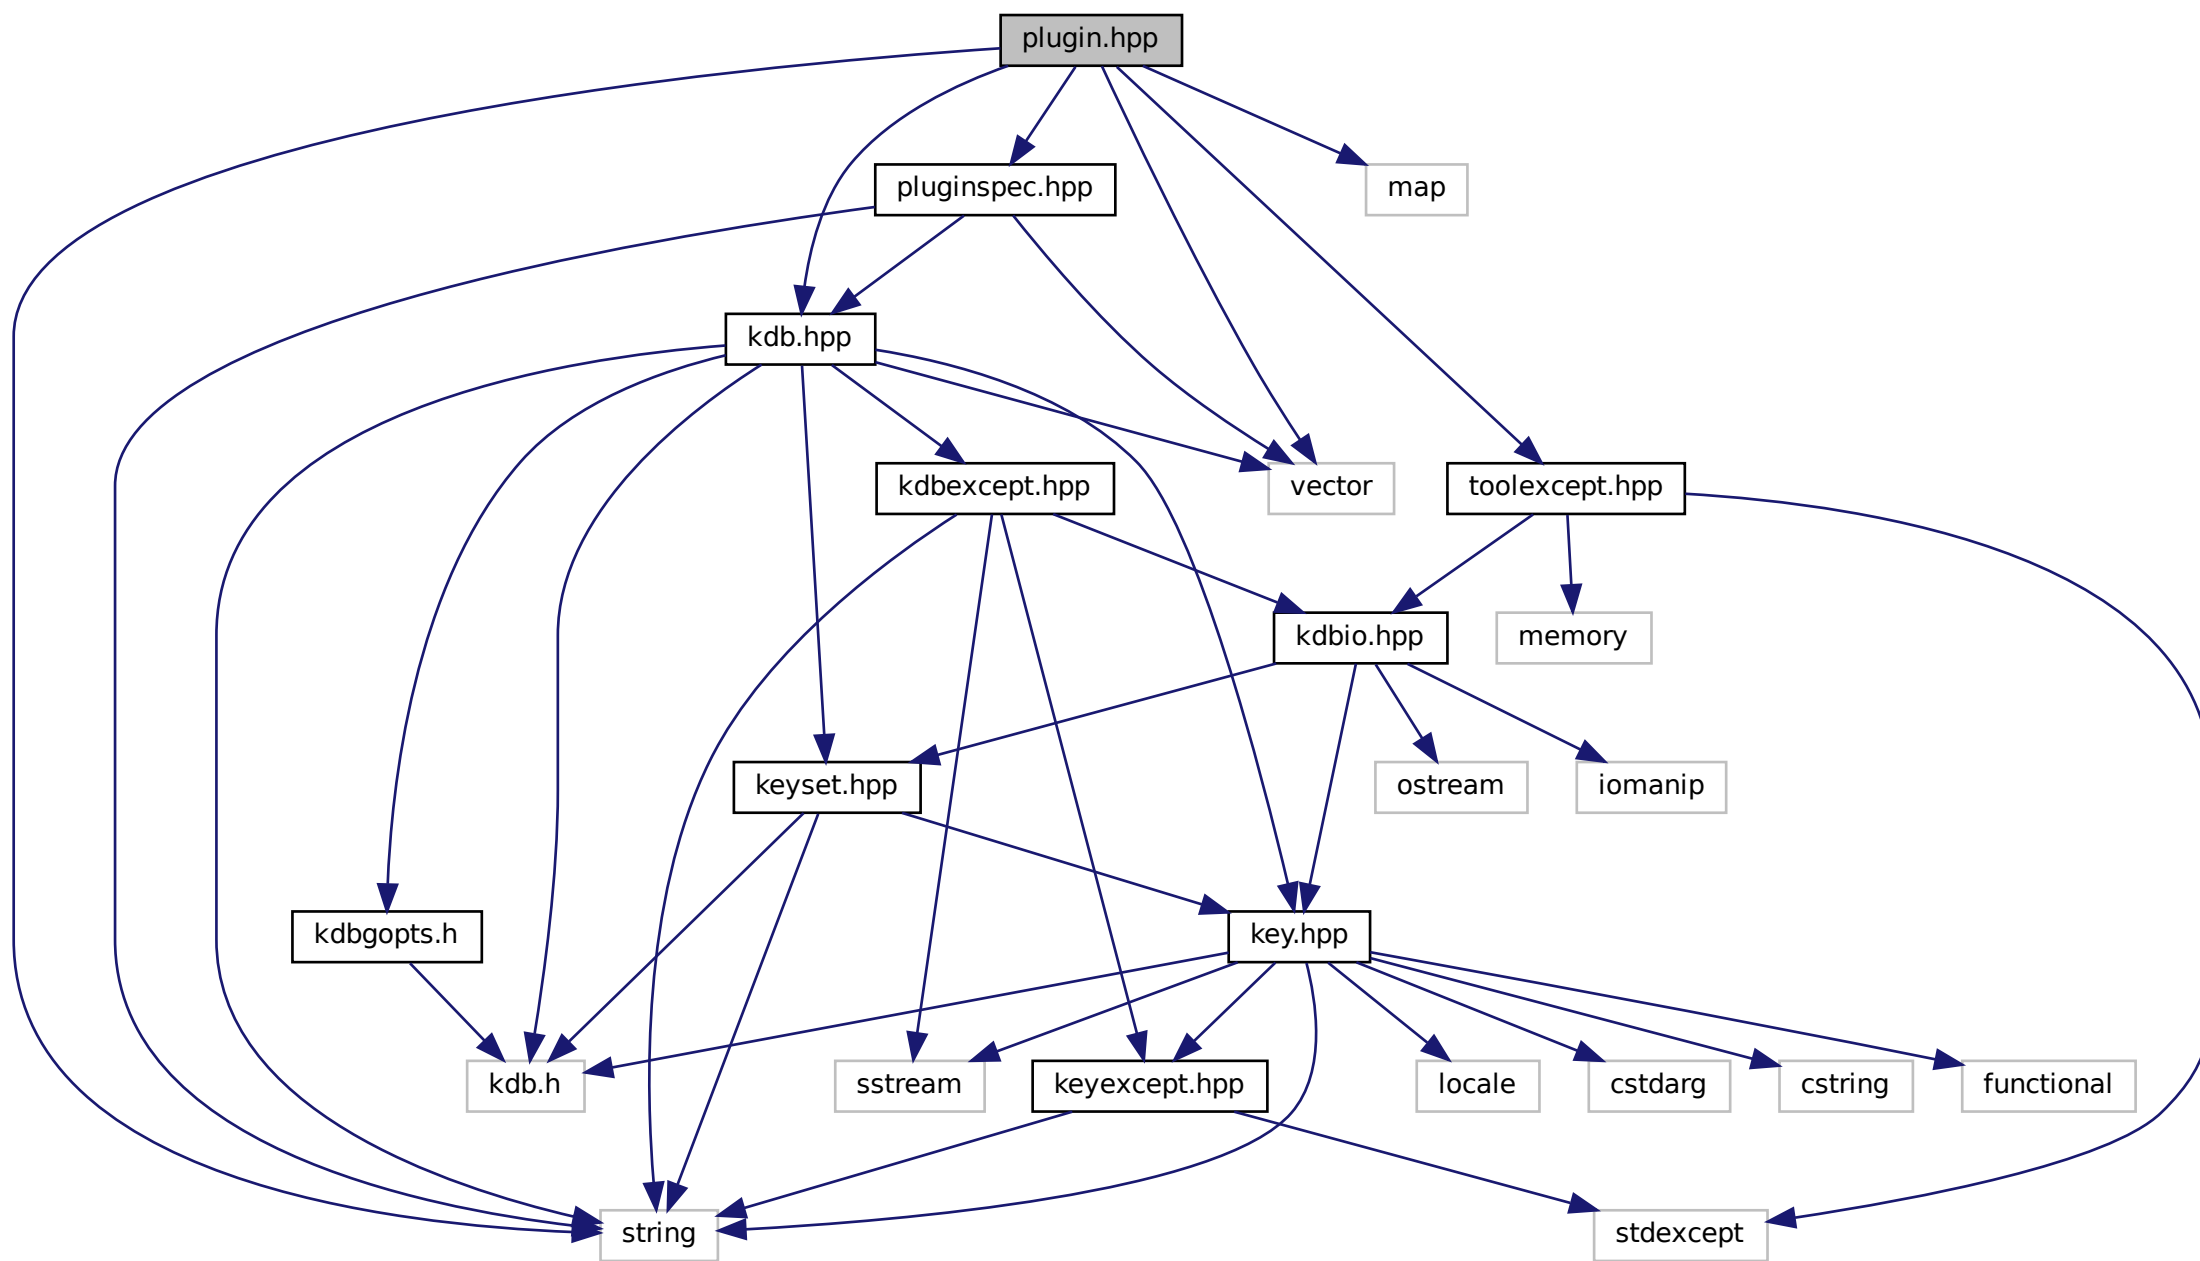 plugin.hpp
pluginspec.hpp
map
kdb.hpp
kdbexcept.hpp
vector
toolexcept.hpp
kdbio.hpp
memory
keyset.hpp
ostream
iomanip
kdbgopts.h
key.hpp
kdb.h
sstream
keyexcept.hpp
locale
cstdarg
cstring
functional
string
stdexcept